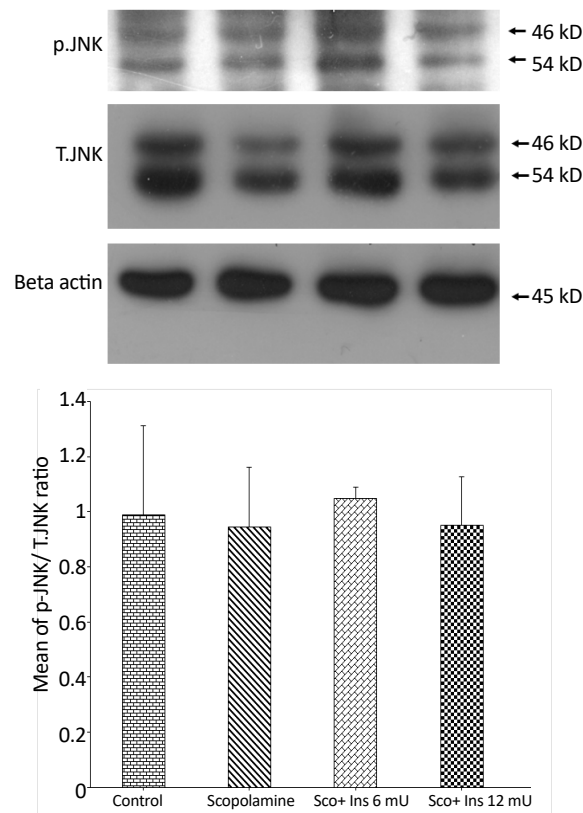 p.JNK
← 46 kD
← 54 kD
T.JNK
← 46 kD
← 54 kD
Beta actin
← 45 kD
Mean of p-JNK/ T.JNK ratio
1.4
1.2
1
0.8
0.6
0.4
0.2
0
Control Scopolamine Sco+ Ins 6 mU Sco+ Ins 12 mU